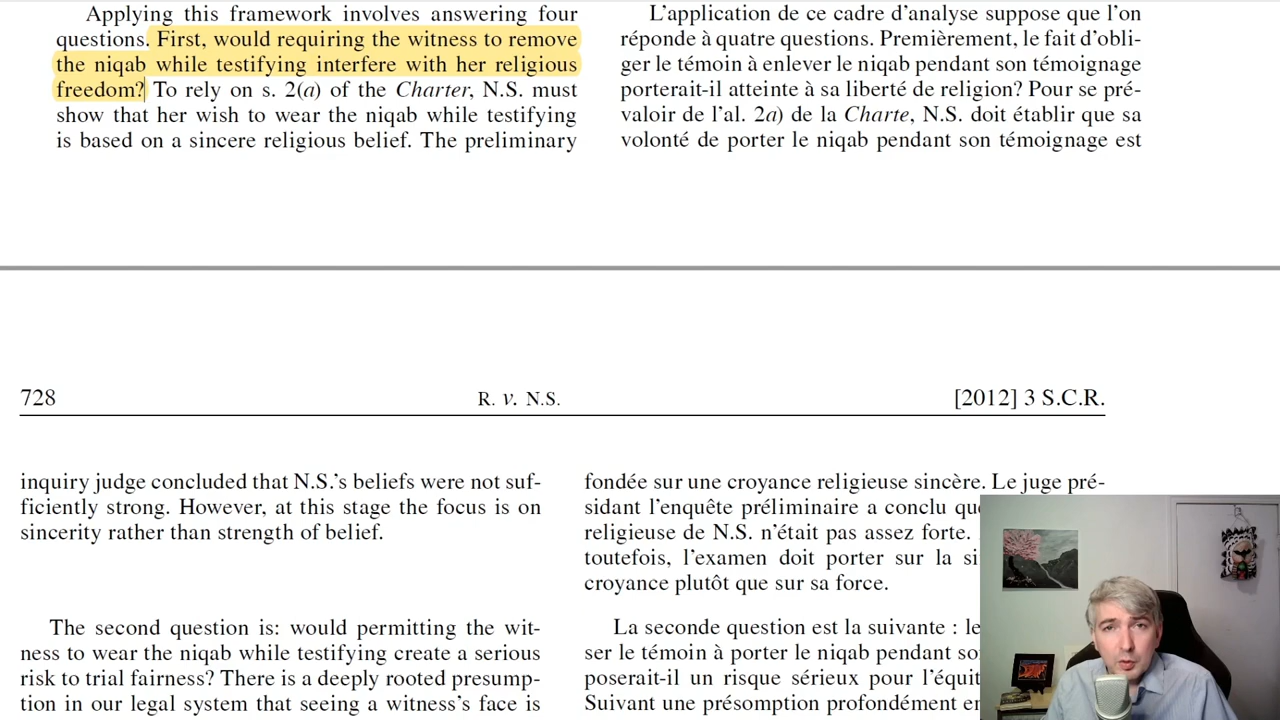 Applying this framework involves answering four
questions. First, would requiring the witness to remove
the niqab while testifying interfere with her religious
freedom? To rely on s. 2(a) of the Charter, N.S. must
show that her wish to wear the niqab while testifying
is based on a sincere religious belief. The preliminary
L'application de ce cadre d'analyse suppose que l'on
réponde à quatre questions. Premièrement, le fait d'obli-
ger le témoin à enlever le niqab pendant son témoignage
porterait-il atteinte à sa liberté de religion? Pour se pré-
valoir de l'al. 2a) de la Charte, N.S. doit établir que sa
volonté de porter le niqab pendant son témoignage est
728
R. v. N.S.
[2012] 3 S.C.R.
inquiry judge concluded that N.S.'s beliefs were not suf-
ficiently strong. However, at this stage the focus is on
sincerity rather than strength of belief.
The second question is: would permitting the wit-
ness to wear the niqab while testifying create a serious
risk to trial fairness? There is a deeply rooted presump-
tion in our legal system that seeing a witness's face is
fondée sur une croyance religieuse sincère. Le juge pré-
sidant l'enquête préliminaire a conclu que
religieuse de N.S. n'était pas assez forte.
toutefois, l'examen doit porter sur la si
croyance plutôt que sur sa force.
La seconde question est la suivante : le
ser le témoin à porter le niqab pendant so
poserait-il un risque sérieux pour l'équit
Suivant une présomption profondément en